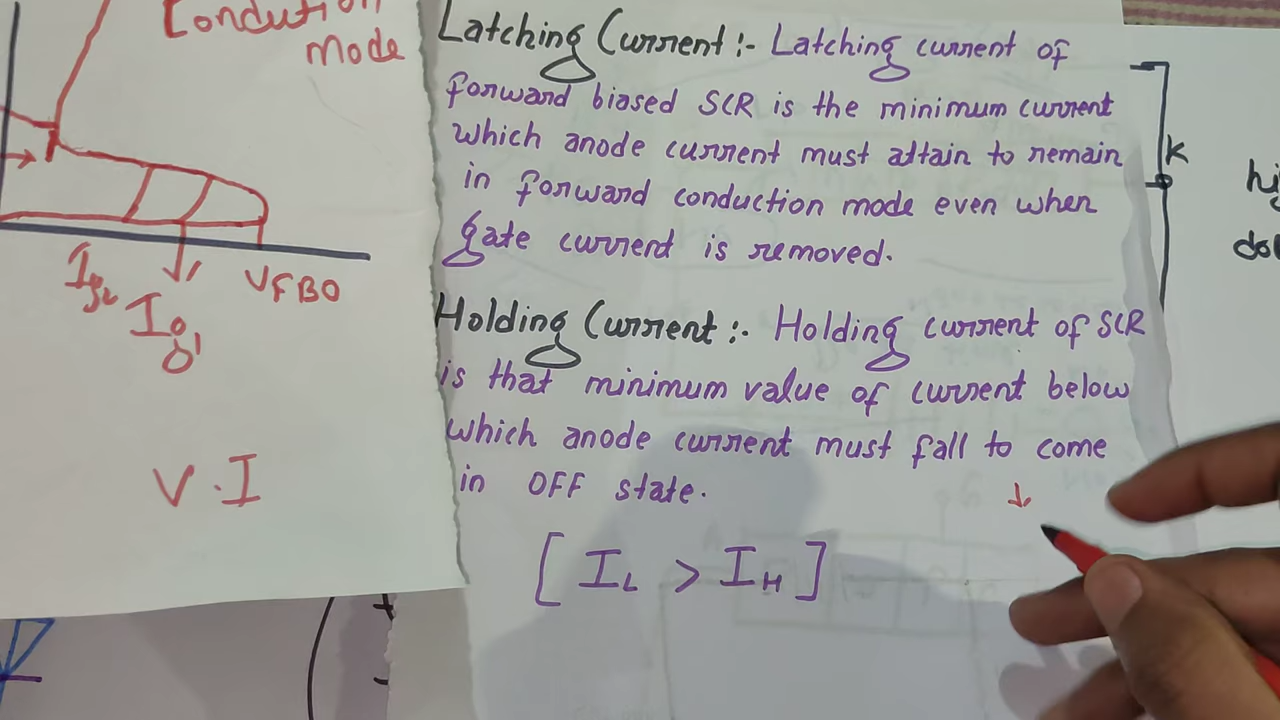 Conduction
Mode
Ig2
Ig1
VFBO
V.I
Latching Current :- Latching current of
forward biased SCR is the minimum current
which anode current must attain to remain
in forward conduction mode even when
gate current is removed.
Holding Current :- Holding current of SCR
is that minimum value of current below
which anode current must fall to come
in OFF state.
[ IL > IH ]
K